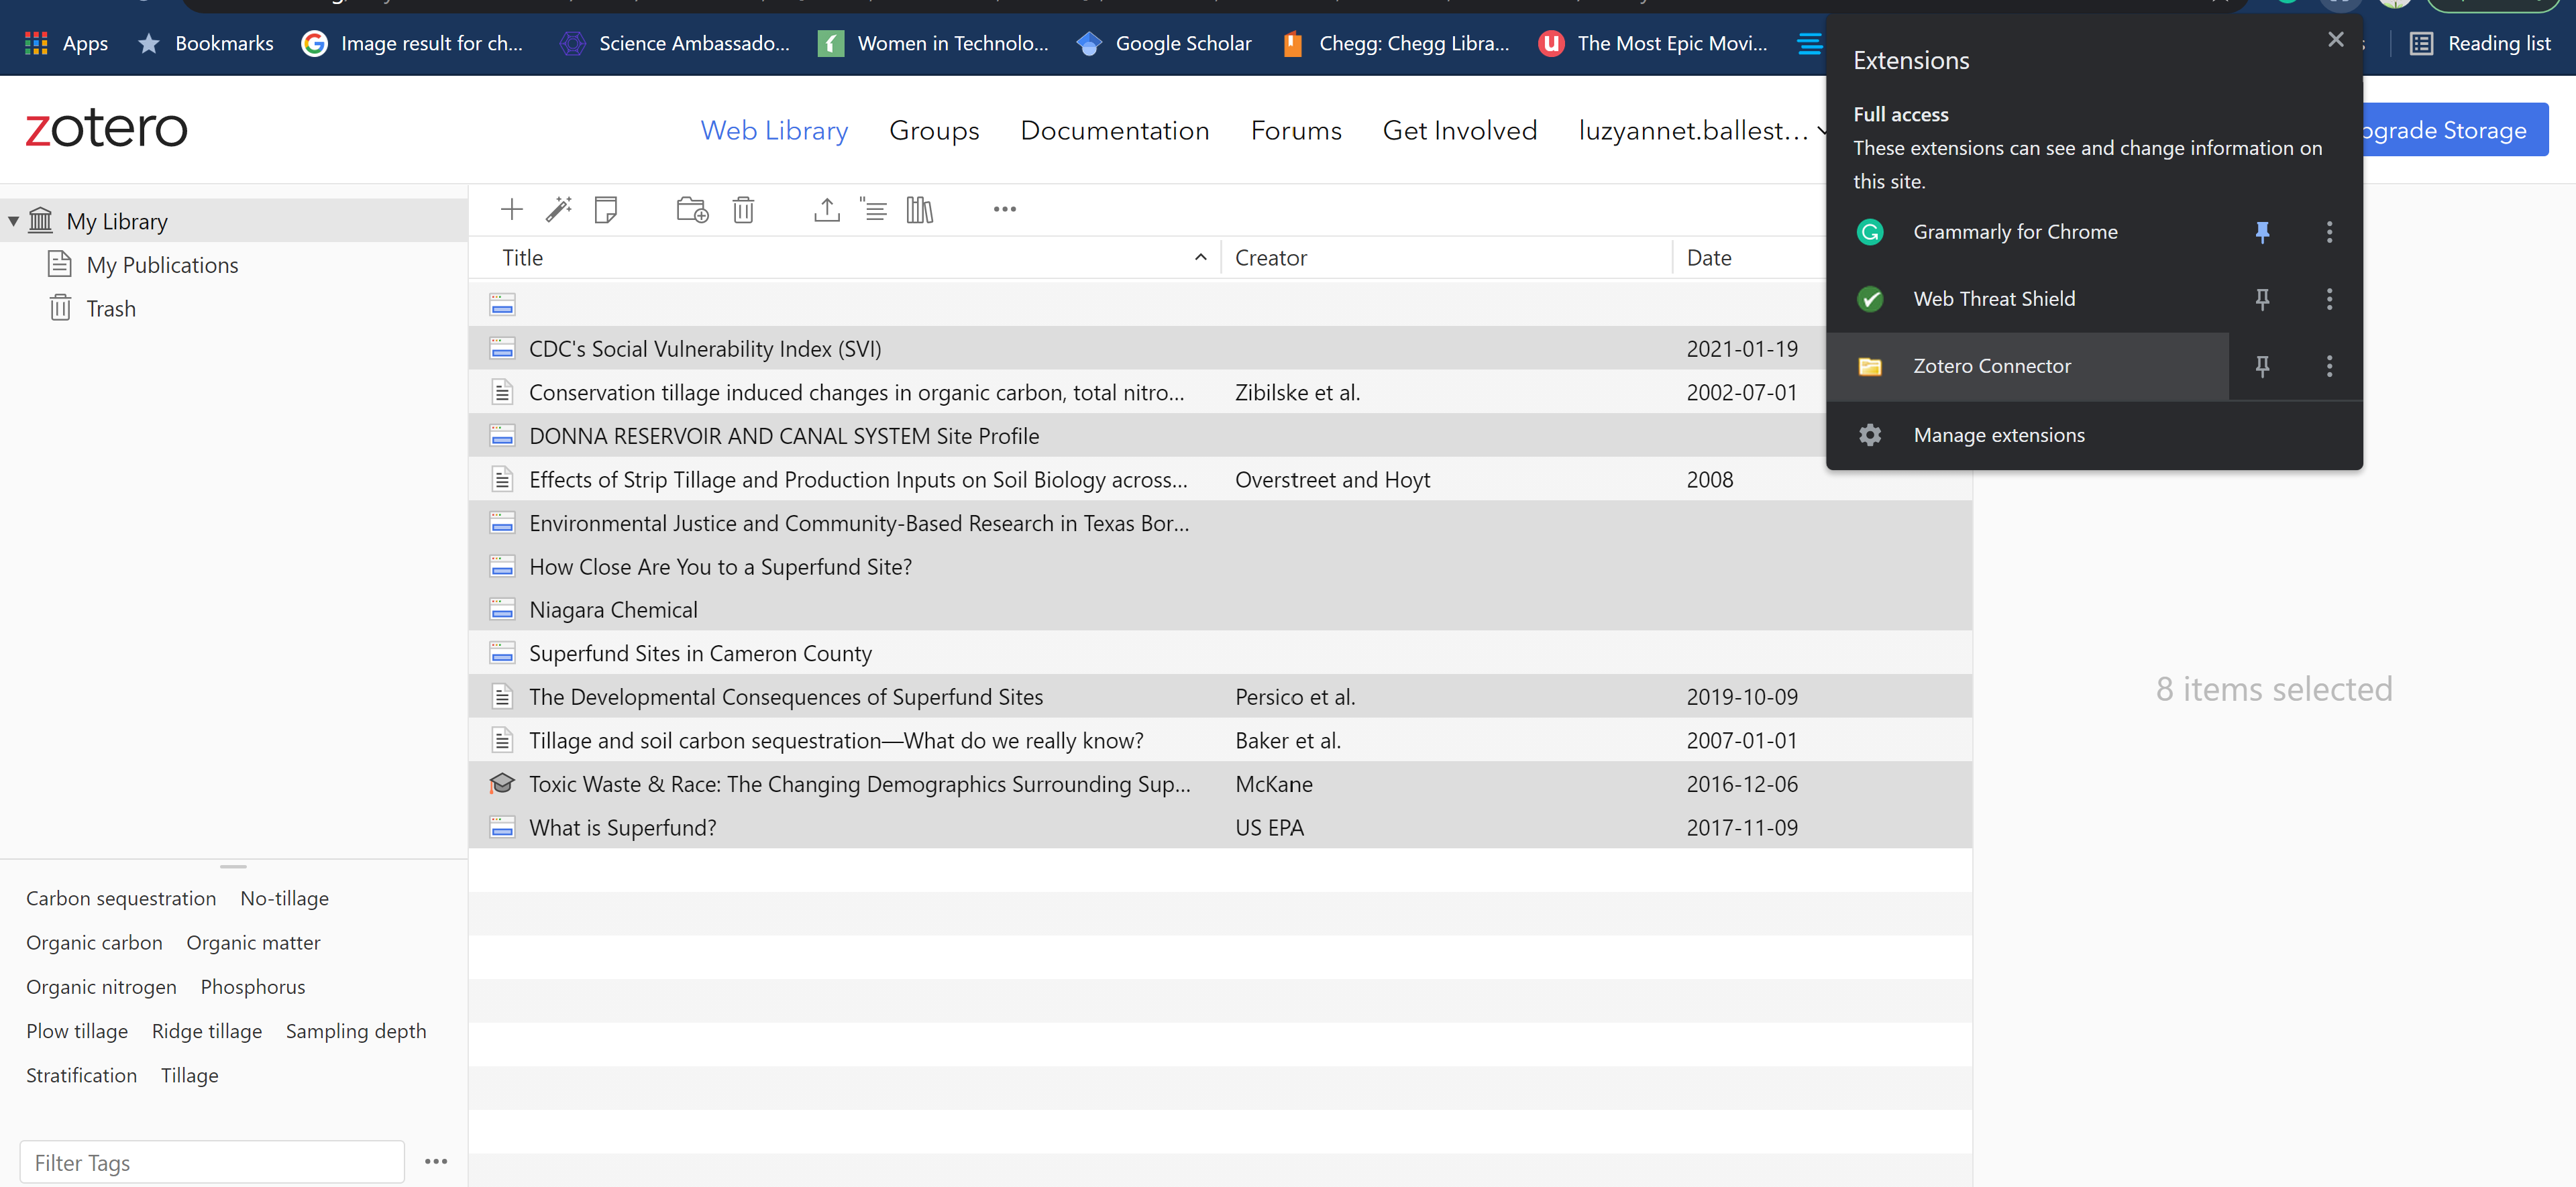 Apps Bookmarks Image result for ch... Science Ambassado... Women in Technolo... Google Scholar Chegg: Chegg Libra... The Most Epic Movi... Reading list
Extensions
Full access
These extensions can see and change information on
this site.
Grammarly for Chrome
Web Threat Shield
Zotero Connector
Manage extensions
zotero Web Library Groups Documentation Forums Get Involved luzyannet.ballest... pgrade Storage
My Library
My Publications
Trash
Title Creator Date
CDC's Social Vulnerability Index (SVI) 2021-01-19
Conservation tillage induced changes in organic carbon, total nitro... Zibilske et al. 2002-07-01
DONNA RESERVOIR AND CANAL SYSTEM Site Profile
Effects of Strip Tillage and Production Inputs on Soil Biology across... Overstreet and Hoyt 2008
Environmental Justice and Community-Based Research in Texas Bor...
How Close Are You to a Superfund Site?
Niagara Chemical
Superfund Sites in Cameron County
The Developmental Consequences of Superfund Sites Persico et al. 2019-10-09
Tillage and soil carbon sequestration—What do we really know? Baker et al. 2007-01-01
Toxic Waste & Race: The Changing Demographics Surrounding Sup... McKane 2016-12-06
What is Superfund? US EPA 2017-11-09
8 items selected
Carbon sequestration No-tillage
Organic carbon Organic matter
Organic nitrogen Phosphorus
Plow tillage Ridge tillage Sampling depth
Stratification Tillage
Filter Tags